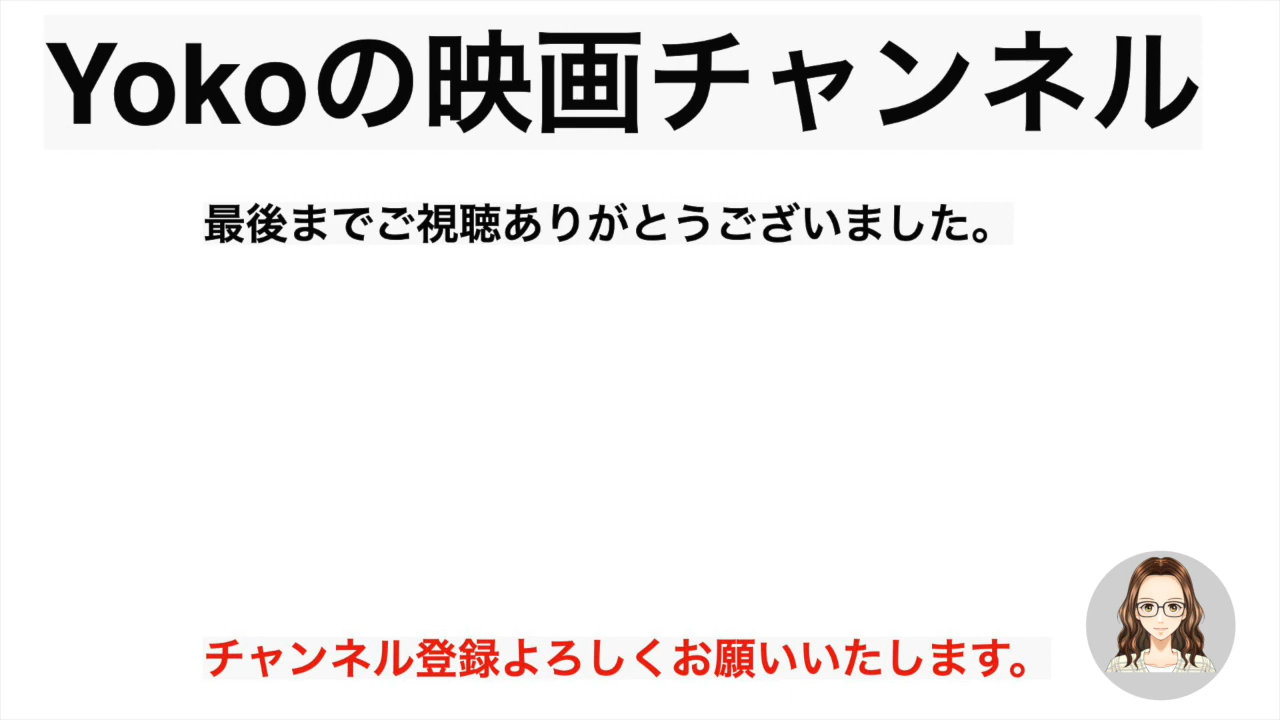 Yokoの映画チャンネル
最後までご視聴ありがとうございました。
チャンネル登録よろしくお願いいたします。